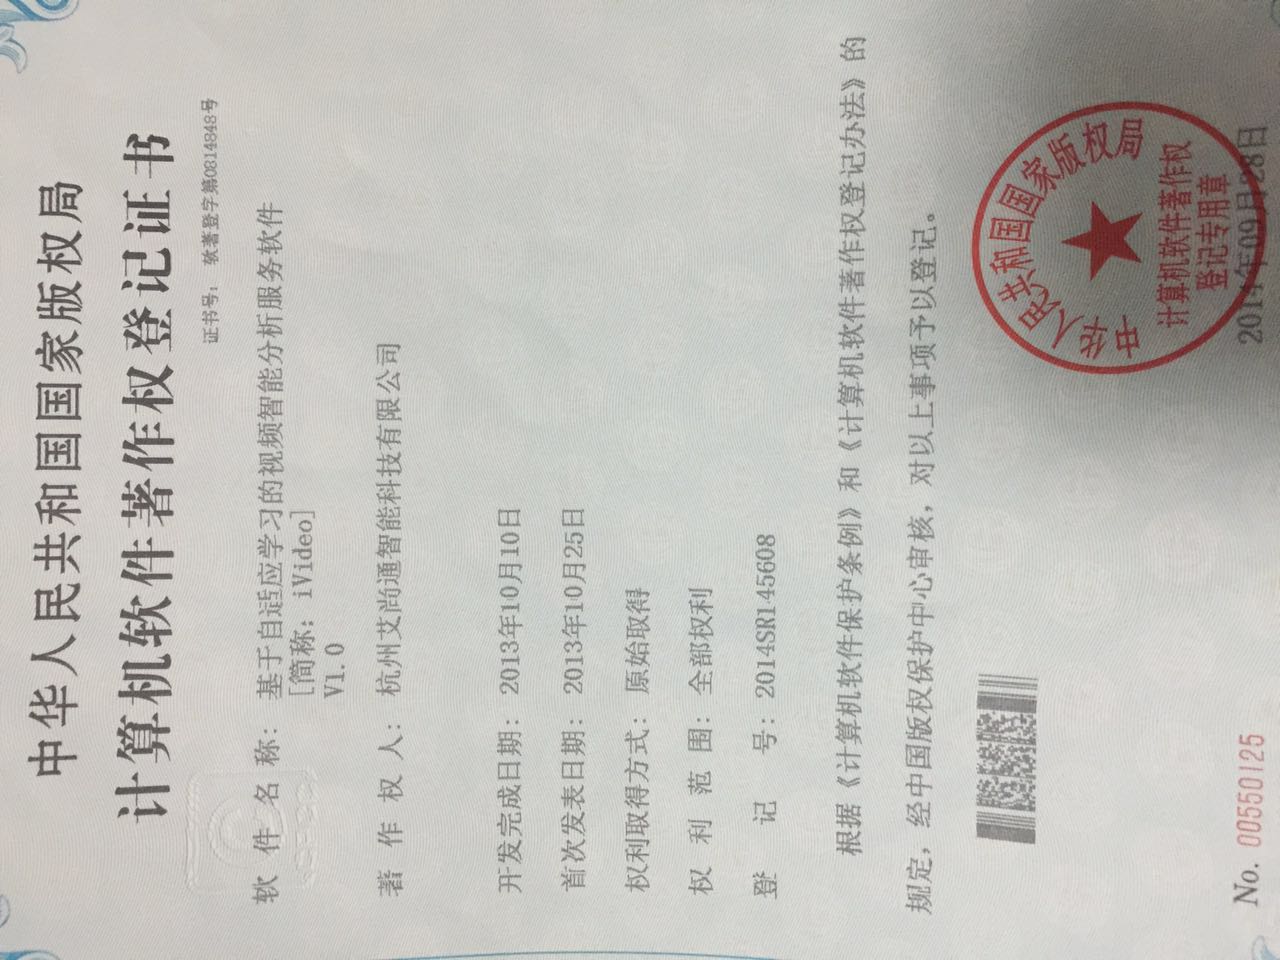 中华人民共和国国家版权局
计算机软件著作权登记证书
证书号： 软著登字第0814848号
软件名称： 基于自适应学习的视频智能分析服务软件
[简称：iVideo]
V1.0
著作权人： 杭州艾尚通智能科技有限公司
开发完成日期： 2013年10月10日
首次发表日期： 2013年10月25日
权利取得方式： 原始取得
权利范围： 全部权利
登记号： 2014SR145608
根据《计算机软件保护条例》和《计算机软件著作权登记办法》的
规定，经中国版权保护中心审核，对以上事项予以登记。
中华人民共和国国家版权局
计算机软件著作权
登记专用章
2014年09月28日
No. 00550125